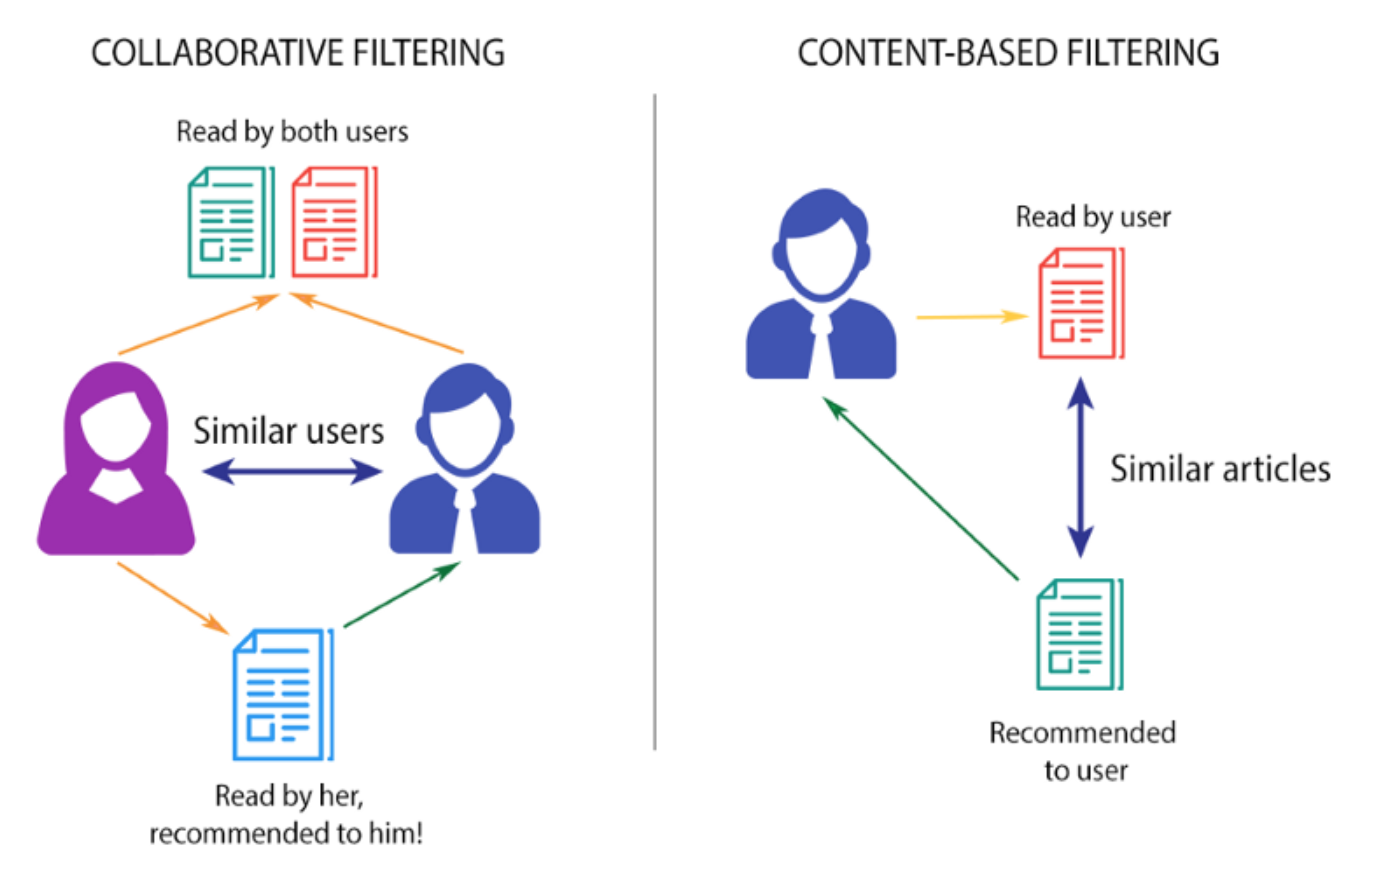 COLLABORATIVE FILTERING
Read by both users
Similar users
Read by her,
recommended to him!
CONTENT-BASED FILTERING
Read by user
Similar articles
Recommended
to user